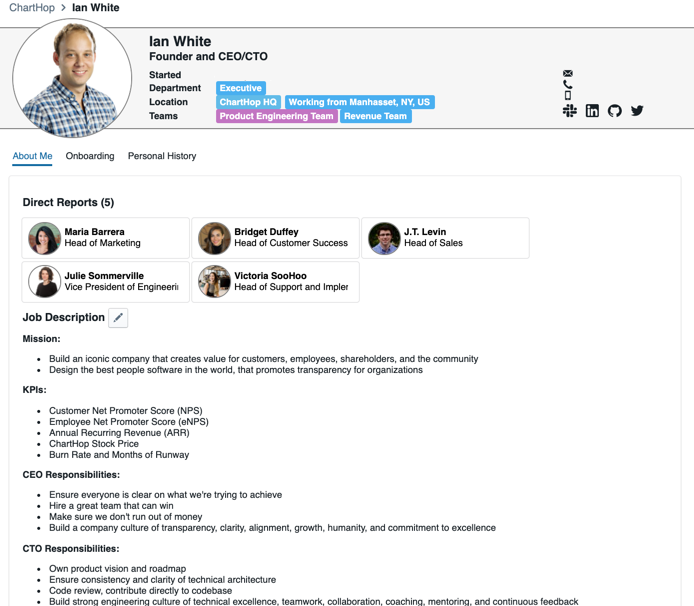 ChartHop > Ian White
Ian White
Founder and CEO/CTO
Started
Department Executive
Location ChartHop HQ Working from Manhasset, NY, US
Teams Product Engineering Team Revenue Team
About Me Onboarding Personal History
Direct Reports (5)
Maria Barrera Bridget Duffey J.T. Levin
Head of Marketing Head of Customer Success Head of Sales
Julie Sommerville Victoria SooHoo
Vice President of Engineeri Head of Support and Impler
Job Description
Mission:
• Build an iconic company that creates value for customers, employees, shareholders, and the community
• Design the best people software in the world, that promotes transparency for organizations
KPIs:
• Customer Net Promoter Score (NPS)
• Employee Net Promoter Score (eNPS)
• Annual Recurring Revenue (ARR)
• ChartHop Stock Price
• Burn Rate and Months of Runway
CEO Responsibilities:
• Ensure everyone is clear on what we're trying to achieve
• Hire a great team that can win
• Make sure we don't run out of money
• Build a company culture of transparency, clarity, alignment, growth, humanity, and commitment to excellence
CTO Responsibilities:
• Own product vision and roadmap
• Ensure consistency and clarity of technical architecture
• Code review, contribute directly to codebase
• Build strong engineering culture of technical excellence, teamwork, collaboration, coaching, mentoring, and continuous feedback